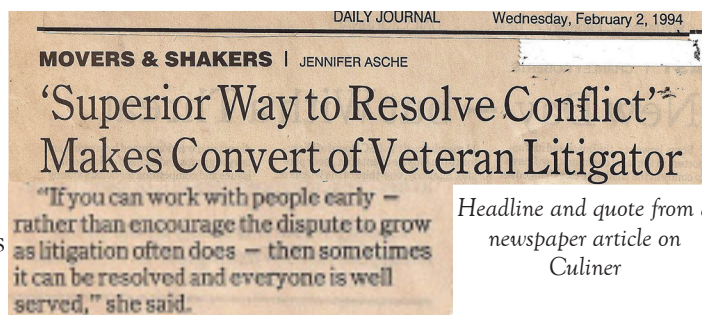 DAILY JOURNAL Wednesday, February 2, 1994
MOVERS & SHAKERS | JENNIFER ASCHE
‘Superior Way to Resolve Conflict’
Makes Convert of Veteran Litigator
“If you can work with people early —
rather than encourage the dispute to grow
as litigation often does — then sometimes
it can be resolved and everyone is well
served,” she said.
Headline and quote from
newspaper article on
Culiner